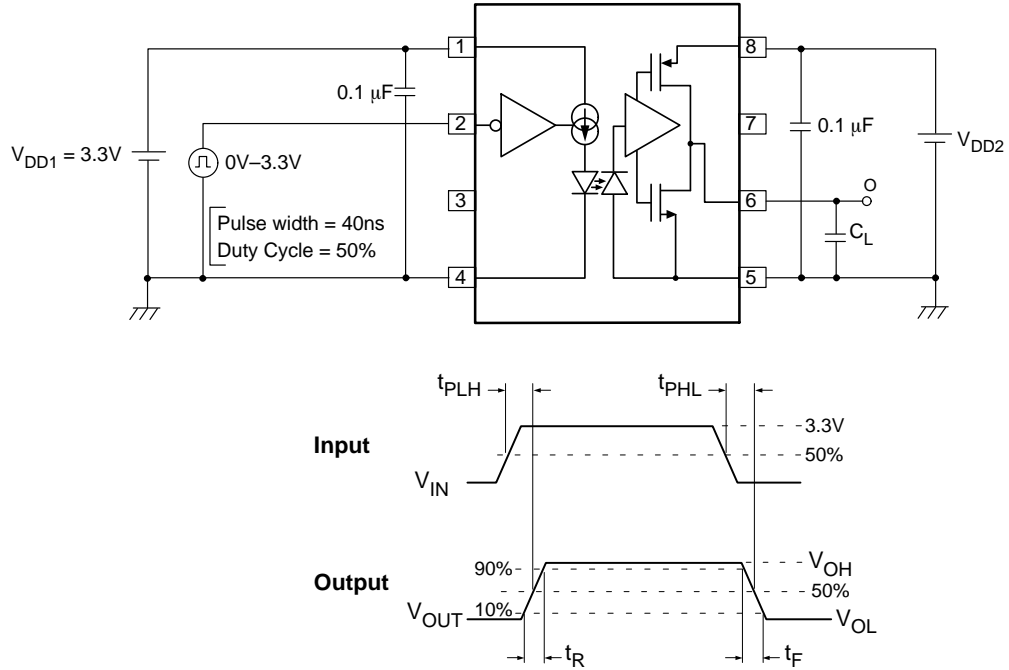 1
8
0.1 μF
2
7
0.1 μF
V_DD1 = 3.3V
0V–3.3V
V_DD2
3
6
O
Pulse width = 40ns
Duty Cycle = 50%
C_L
4
5
t_PLH
t_PHL
3.3V
Input
50%
V_IN
90%
V_OH
Output
50%
V_OUT
10%
V_OL
t_R
t_F